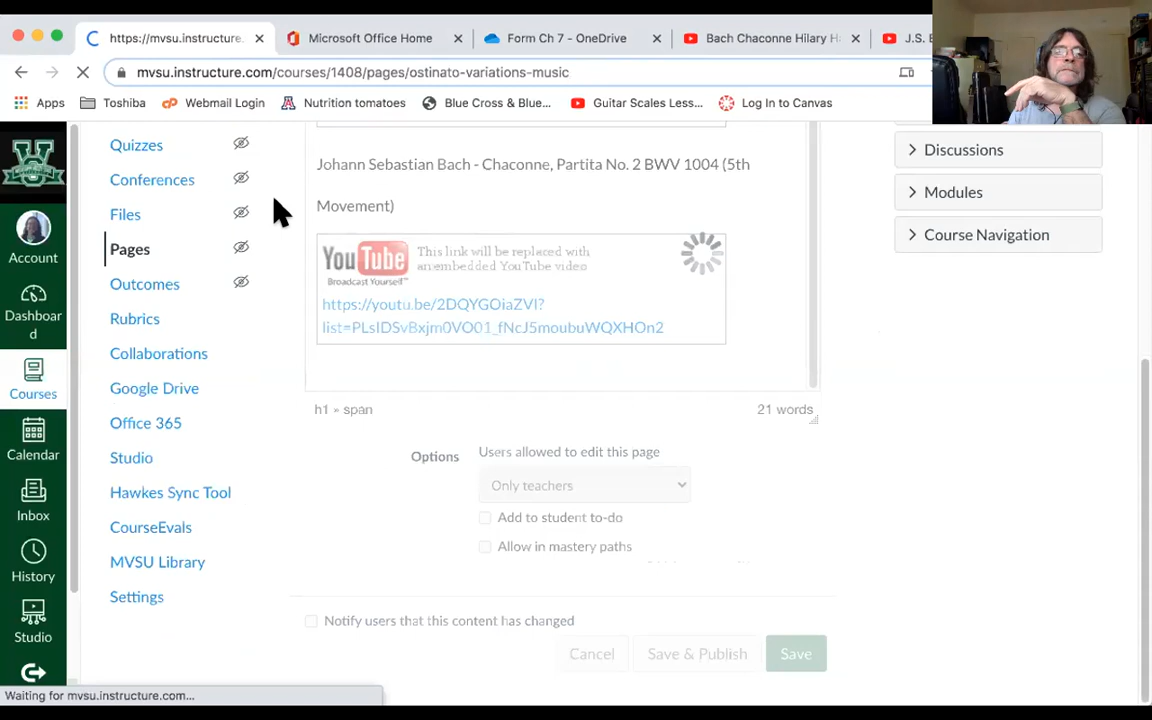 https://mvsu.instructure.
Microsoft Office Home
Form Ch 7 - OneDrive
Bach Chaconne Hilary H
J.S. B
mvsu.instructure.com/courses/1408/pages/ostinato-variations-music
Apps
Toshiba
Webmail Login
Nutrition tomatoes
Blue Cross & Blue...
Guitar Scales Less...
Log In to Canvas
Account
Dashboar
d
Courses
Calendar
Inbox
History
Studio
Quizzes
Conferences
Files
Pages
Outcomes
Rubrics
Collaborations
Google Drive
Office 365
Studio
Hawkes Sync Tool
CourseEvals
MVSU Library
Settings
Johann Sebastian Bach - Chaconne, Partita No. 2 BWV 1004 (5th
Movement)
YouTube
Broadcast Yourself™
This link will be replaced with
an embedded YouTube video
https://youtu.be/2DQYGOiaZVI?
list=PLsIDSvBxjm0VO01_fNcJ5moubuWQXHOn2
h1 » span
21 words
Options
Users allowed to edit this page
Only teachers
Add to student to-do
Allow in mastery paths
Notify users that this content has changed
Cancel
Save & Publish
Save
Discussions
Modules
Course Navigation
Waiting for mvsu.instructure.com...